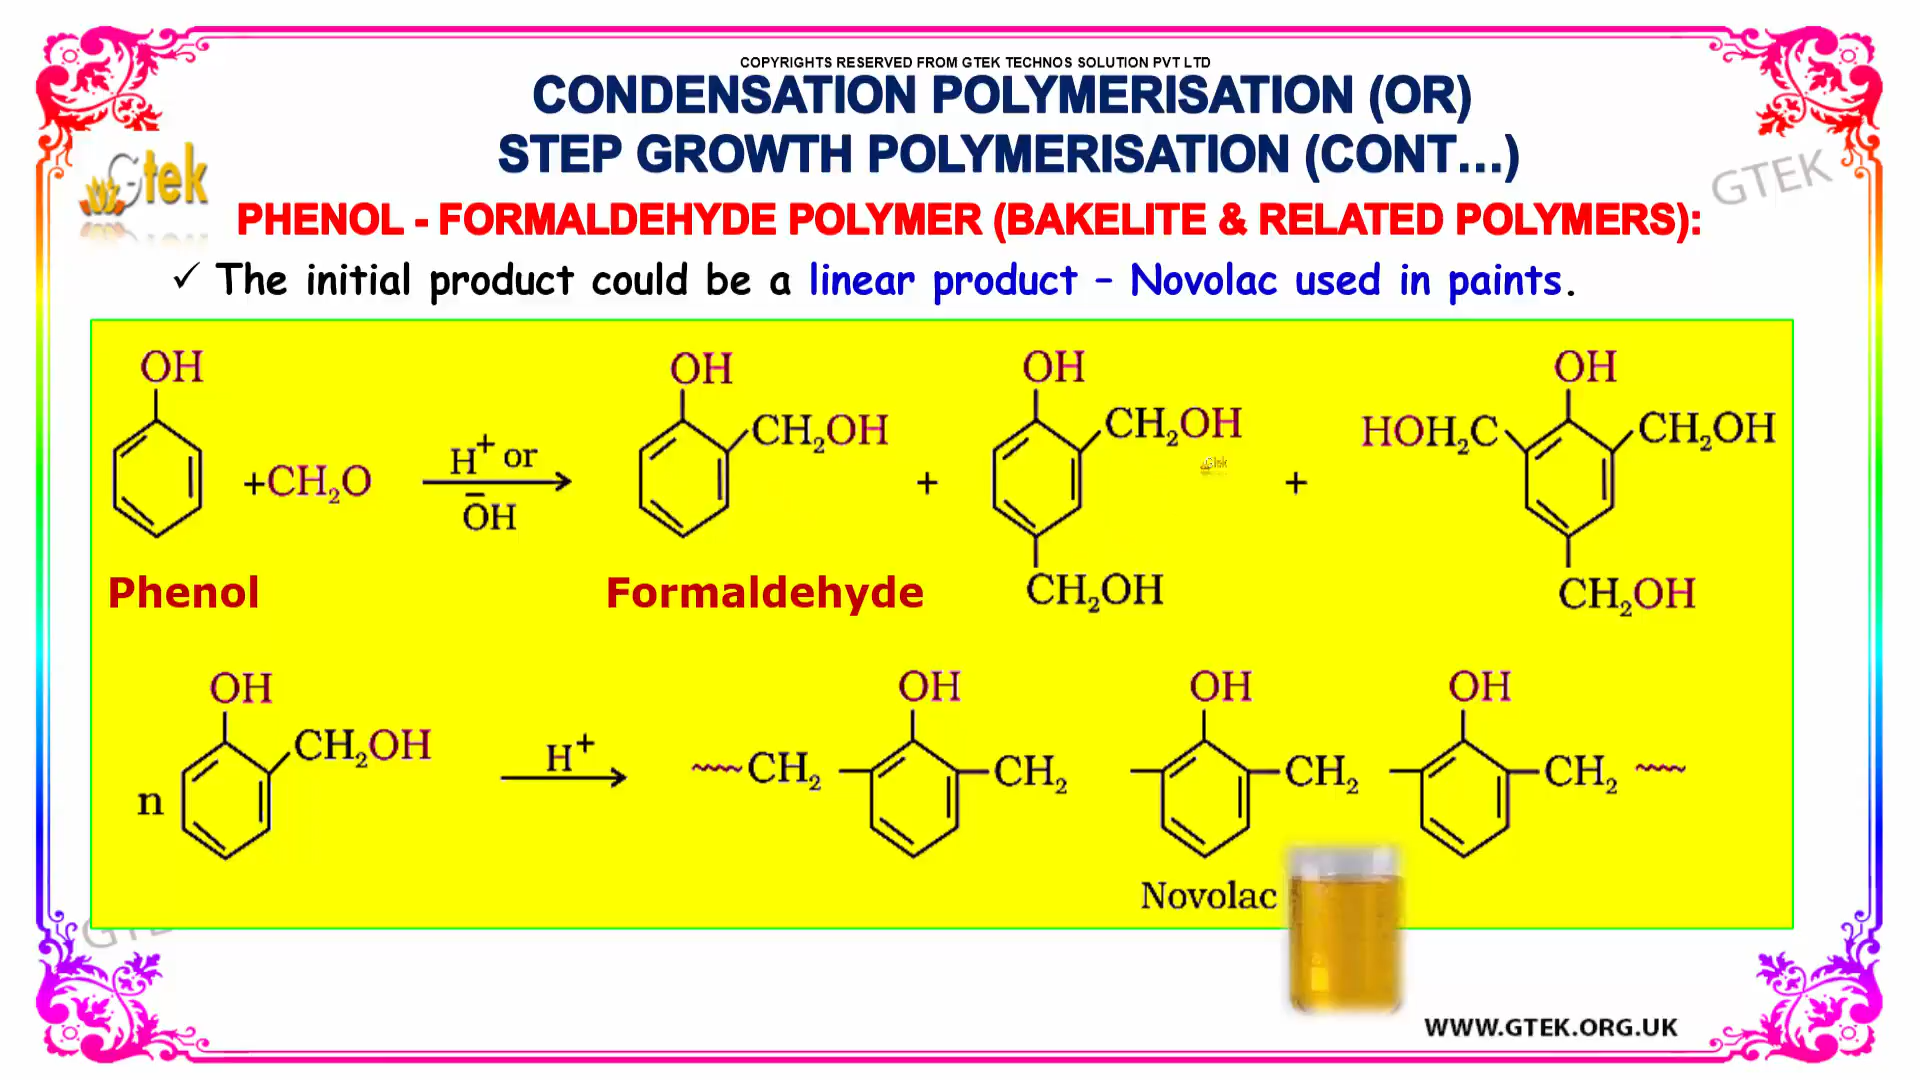 COPYRIGHTS RESERVED FROM GTEK TECHNOS SOLUTION PVT LTD
CONDENSATION POLYMERISATION (OR)
STEP GROWTH POLYMERISATION (CONT...)
Gtek
GTEK
PHENOL - FORMALDEHYDE POLYMER (BAKELITE & RELATED POLYMERS):
✓ The initial product could be a linear product – Novolac used in paints.
OH OH OH OH
CH₂OH CH₂OH HOH₂C CH₂OH
+CH₂O H⁺ or + Gtek +
ŌH
Phenol Formaldehyde CH₂OH CH₂OH
OH OH OH OH
CH₂OH H⁺ CH₂ CH₂ CH₂ CH₂
n
Novolac
WWW.GTEK.ORG.UK